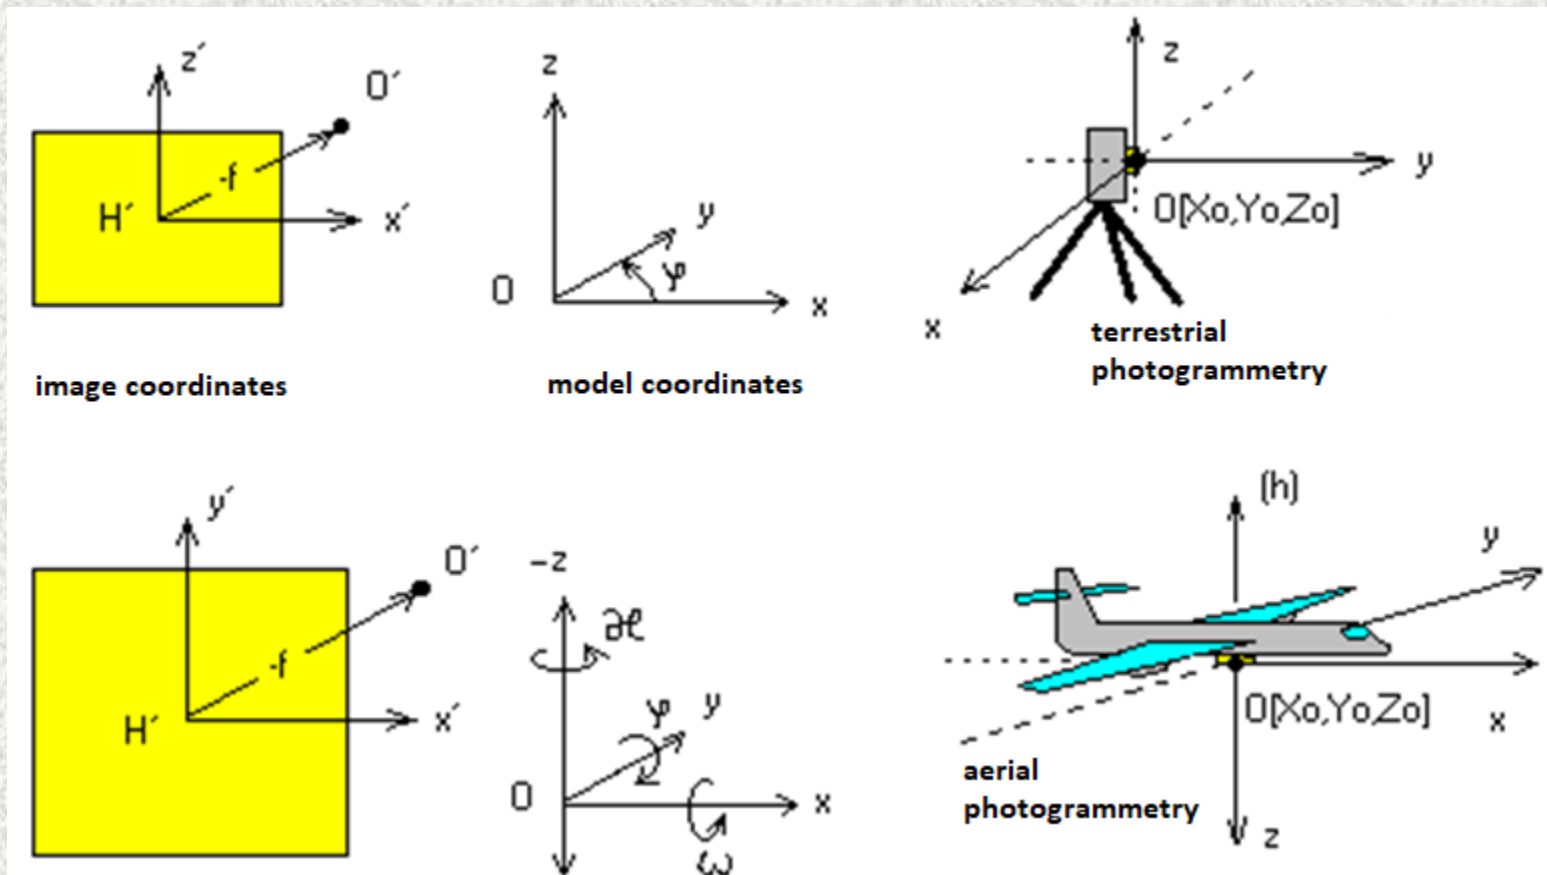 z´
O´
-f
H´
x´
image coordinates
z
y
φ
O
x
model coordinates
z
y
O[Xo,Yo,Zo]
x
terrestrial
photogrammetry
y´
O´
-f
H´
x´
-z
æ
φ
y
O
x
ω
(h)
y
O[Xo,Yo,Zo]
x
aerial
photogrammetry
z